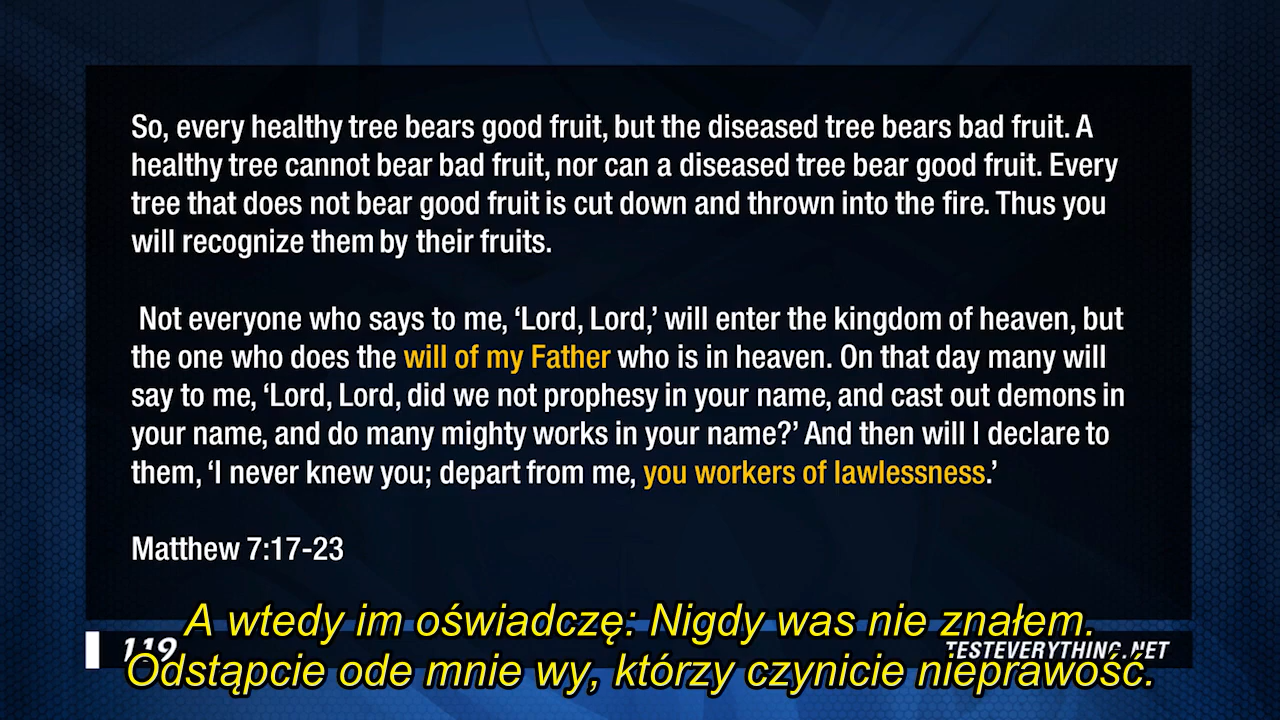 So, every healthy tree bears good fruit, but the diseased tree bears bad fruit. A
healthy tree cannot bear bad fruit, nor can a diseased tree bear good fruit. Every
tree that does not bear good fruit is cut down and thrown into the fire. Thus you
will recognize them by their fruits.
Not everyone who says to me, ‘Lord, Lord,’ will enter the kingdom of heaven, but
the one who does the will of my Father who is in heaven. On that day many will
say to me, ‘Lord, Lord, did we not prophesy in your name, and cast out demons in
your name, and do many mighty works in your name?’ And then will I declare to
them, ‘I never knew you; depart from me, you workers of lawlessness.’
Matthew 7:17-23
A wtedy im oświadczę: Nigdy was nie znałem.
119
TESTEVERYTHING.NET
Odstąpcie ode mnie wy, którzy czynicie nieprawość.